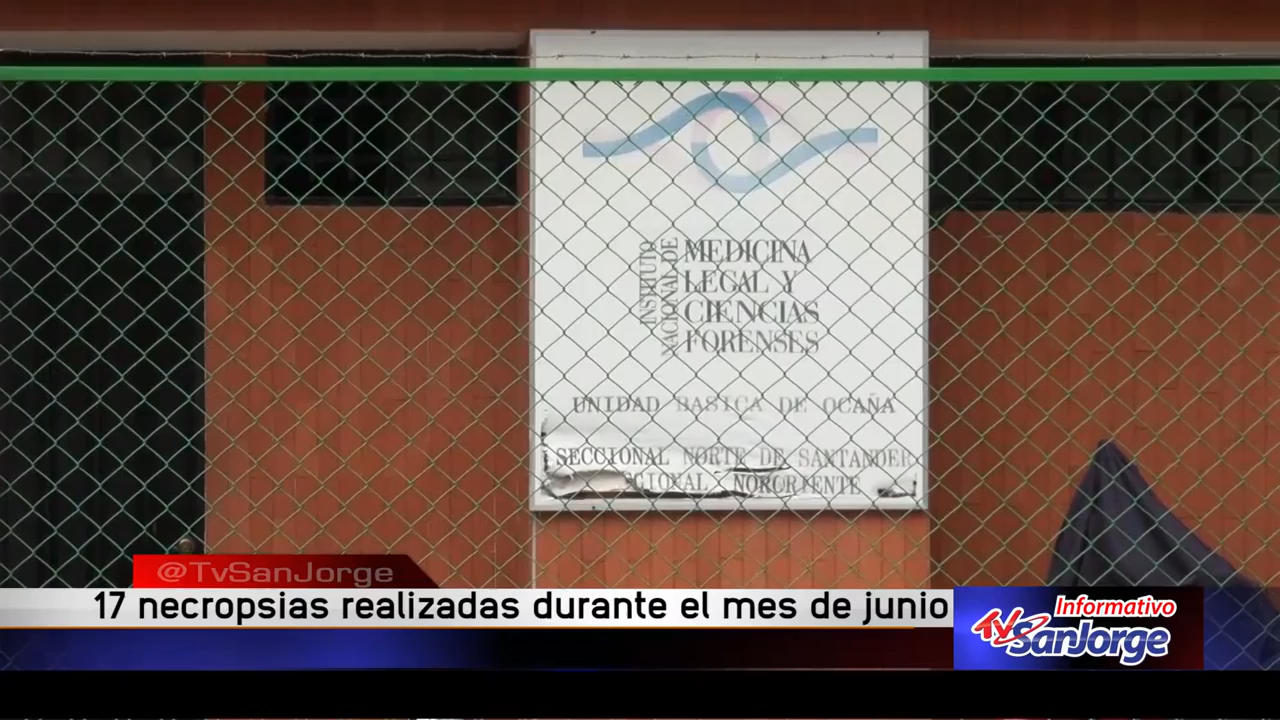 INSTITUTO
NACIONAL DE
MEDICINA
LEGAL Y
CIENCIAS
FORENSES
UNIDAD BASICA DE OCAÑA
SECCIONAL NORTE DE SANTANDER
NORORIENTE
@TvSanJorge
17 necropsias realizadas durante el mes de junio
Informativo
Tv SanJorge